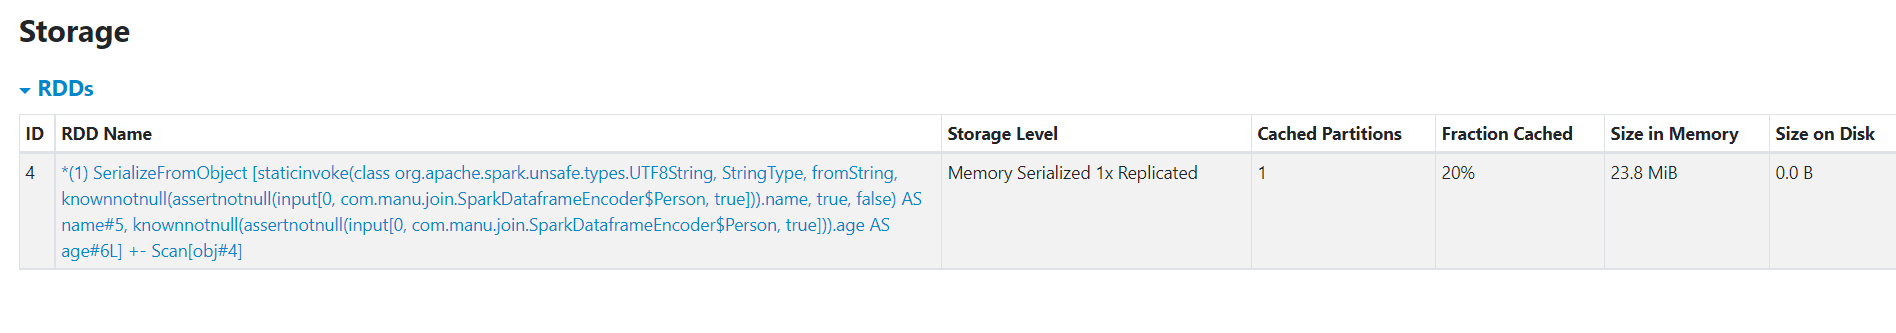 Storage
RDDs
ID RDD Name Storage Level Cached Partitions Fraction Cached Size in Memory Size on Disk
4 *(1) SerializeFromObject [staticinvoke(class org.apache.spark.unsafe.types.UTF8String, StringType, fromString, Memory Serialized 1x Replicated 1 20% 23.8 MiB 0.0 B
knownnotnull(assertnotnull(input[0, com.manu.join.SparkDataframeEncoder$Person, true])).name, true, false) AS
name#5, knownnotnull(assertnotnull(input[0, com.manu.join.SparkDataframeEncoder$Person, true])).age AS
age#6L] +- Scan[obj#4]